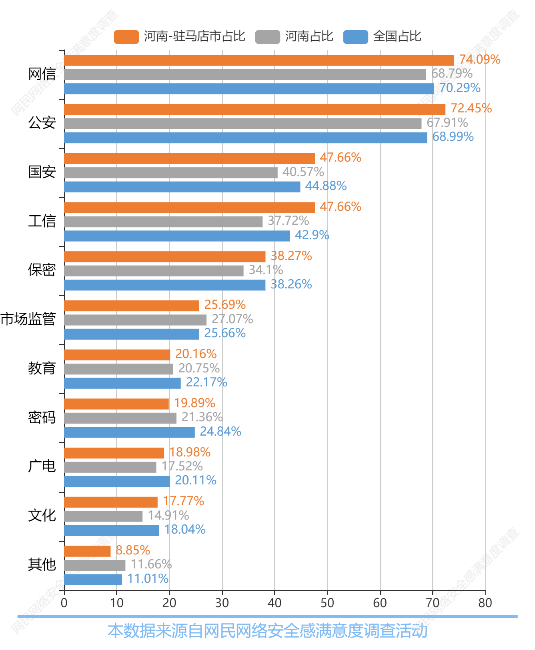 河南-驻马店市占比 河南占比 全国占比
网信 74.09%
68.79%
70.29%
公安 72.45%
67.91%
68.99%
国安 47.66%
40.57%
44.88%
工信 47.66%
37.72%
42.9%
保密 38.27%
34.1%
38.26%
市场监管 25.69%
27.07%
25.66%
教育 20.16%
20.75%
22.17%
密码 19.89%
21.36%
24.84%
广电 18.98%
17.52%
20.11%
文化 17.77%
14.91%
18.04%
其他 8.85%
11.66%
11.01%
0 10 20 30 40 50 60 70 80
本数据来源自网民网络安全感满意度调查活动